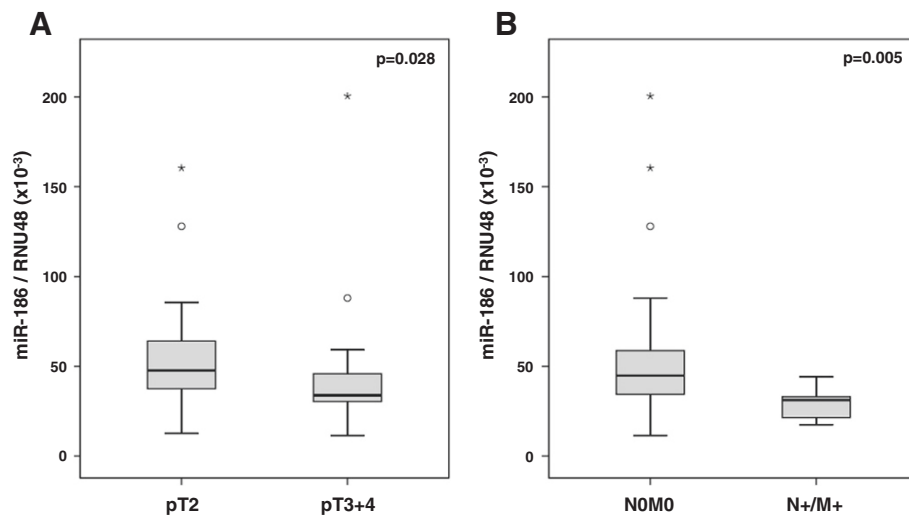 A
p=0.028
miR-186 / RNU48 (x10⁻³)
200
150
100
50
0
pT2
pT3+4
B
p=0.005
miR-186 / RNU48 (x10⁻³)
200
150
100
50
0
N0M0
N+/M+